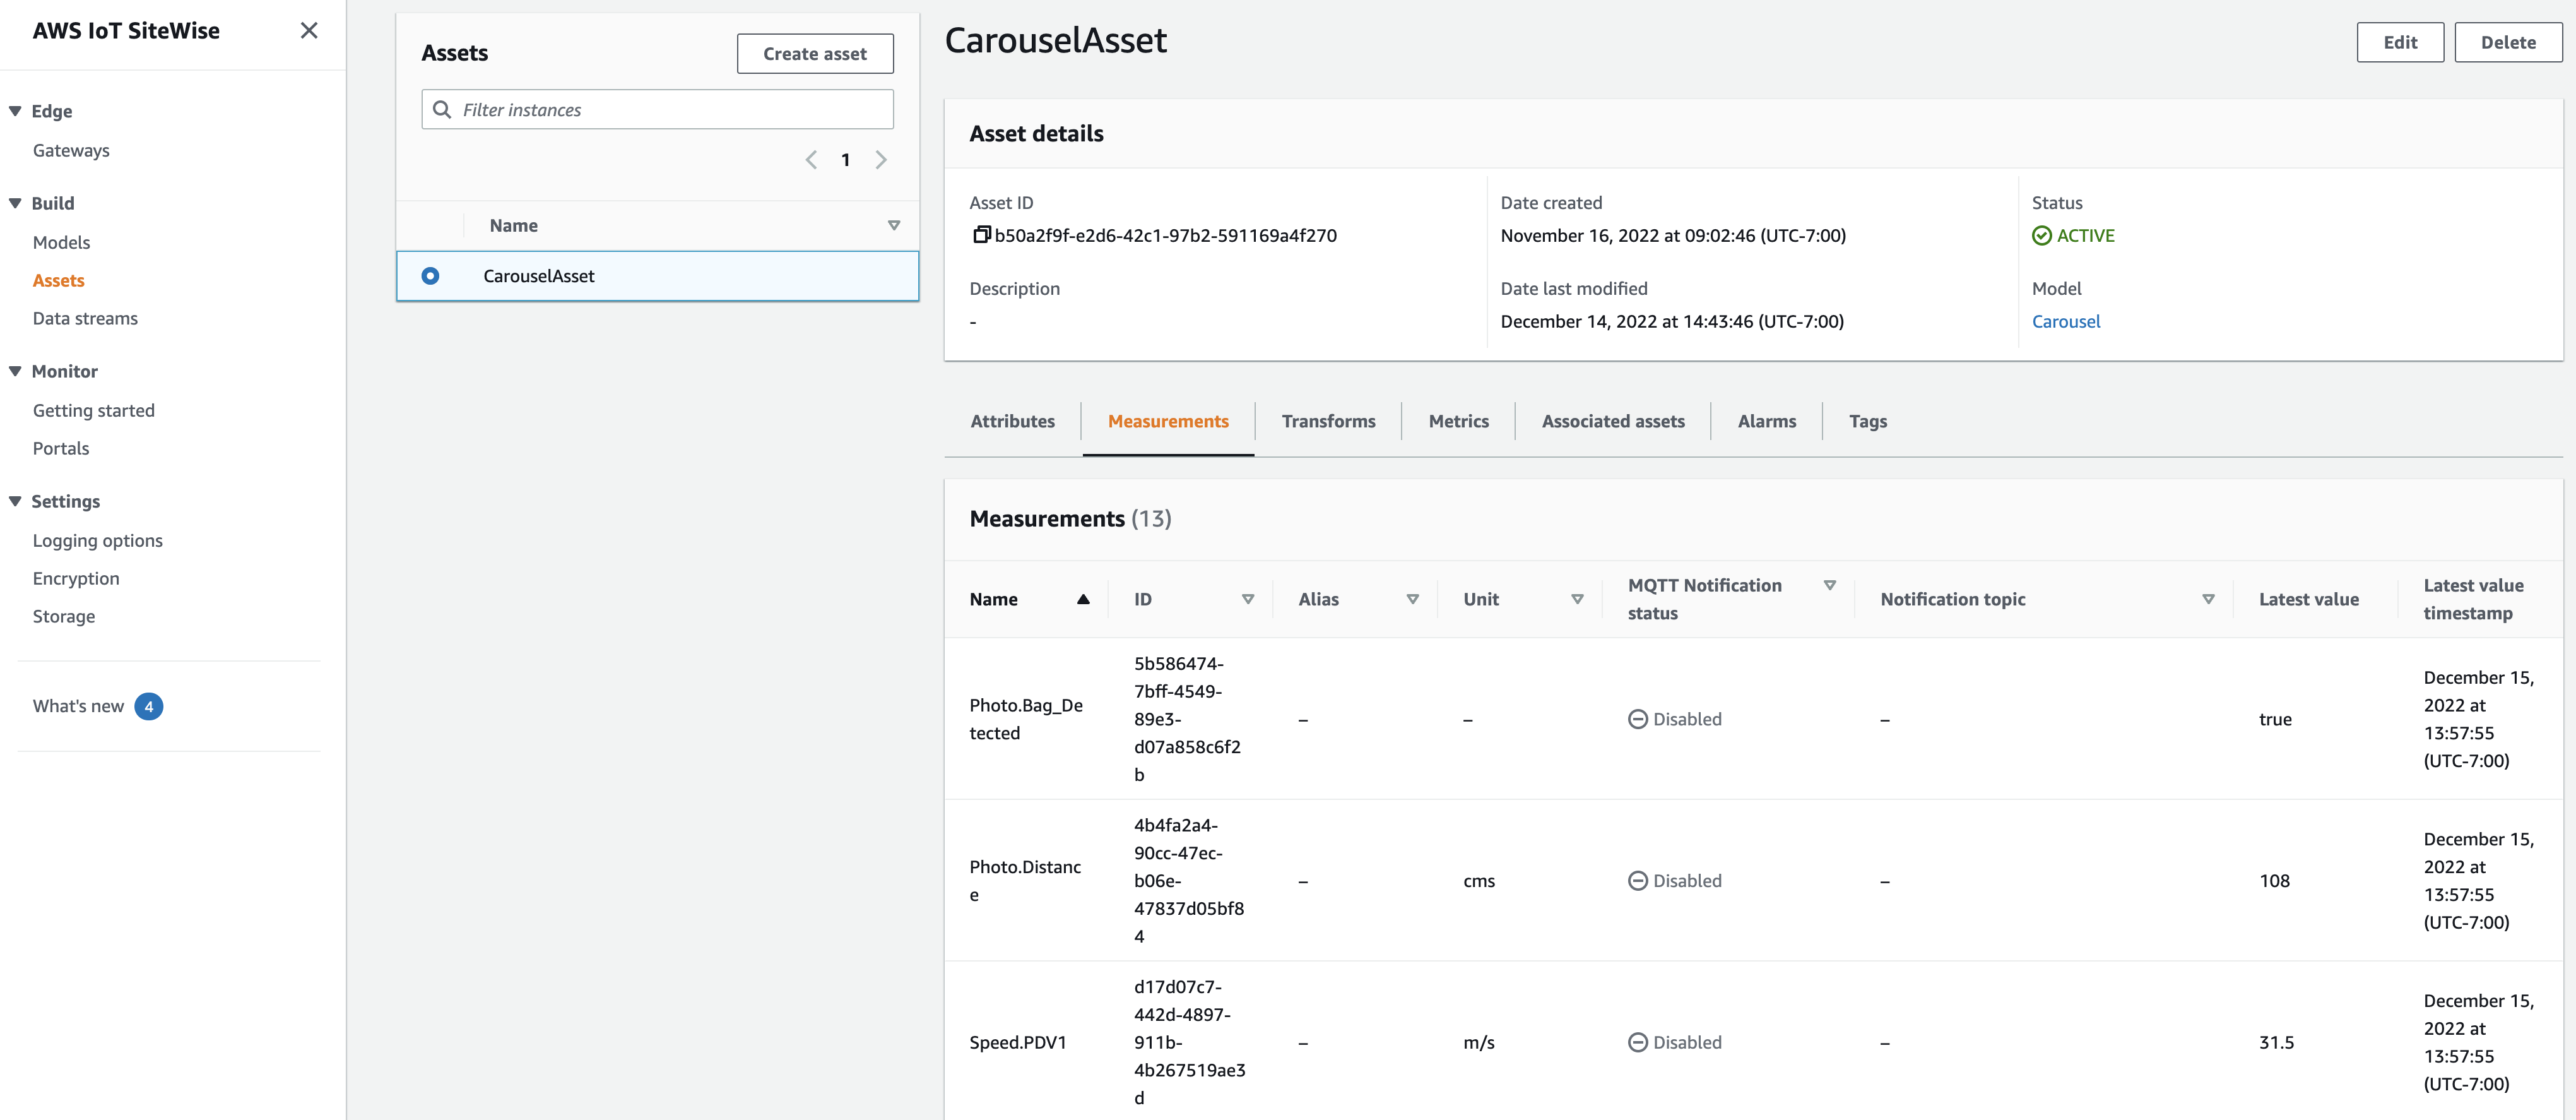 AWS IoT SiteWise
Edge
Gateways
Build
Models
Assets
Data streams
Monitor
Getting started
Portals
Settings
Logging options
Encryption
Storage
What's new 4
Assets
Create asset
Filter instances
1
Name
CarouselAsset
CarouselAsset
Edit
Delete
Asset details
Asset ID
b50a2f9f-e2d6-42c1-97b2-591169a4f270
Description
-
Date created
November 16, 2022 at 09:02:46 (UTC-7:00)
Date last modified
December 14, 2022 at 14:43:46 (UTC-7:00)
Status
ACTIVE
Model
Carousel
Attributes
Measurements
Transforms
Metrics
Associated assets
Alarms
Tags
Measurements (13)
Name
ID
Alias
Unit
MQTT Notification
status
Notification topic
Latest value
Latest value
timestamp
Photo.Bag_De
tected
5b586474-
7bff-4549-
89e3-
d07a858c6f2
b
–
–
Disabled
–
true
December 15,
2022 at
13:57:55
(UTC-7:00)
Photo.Distanc
e
4b4fa2a4-
90cc-47ec-
b06e-
47837d05bf8
4
–
cms
Disabled
–
108
December 15,
2022 at
13:57:55
(UTC-7:00)
Speed.PDV1
d17d07c7-
442d-4897-
911b-
4b267519ae3
d
–
m/s
Disabled
–
31.5
December 15,
2022 at
13:57:55
(UTC-7:00)